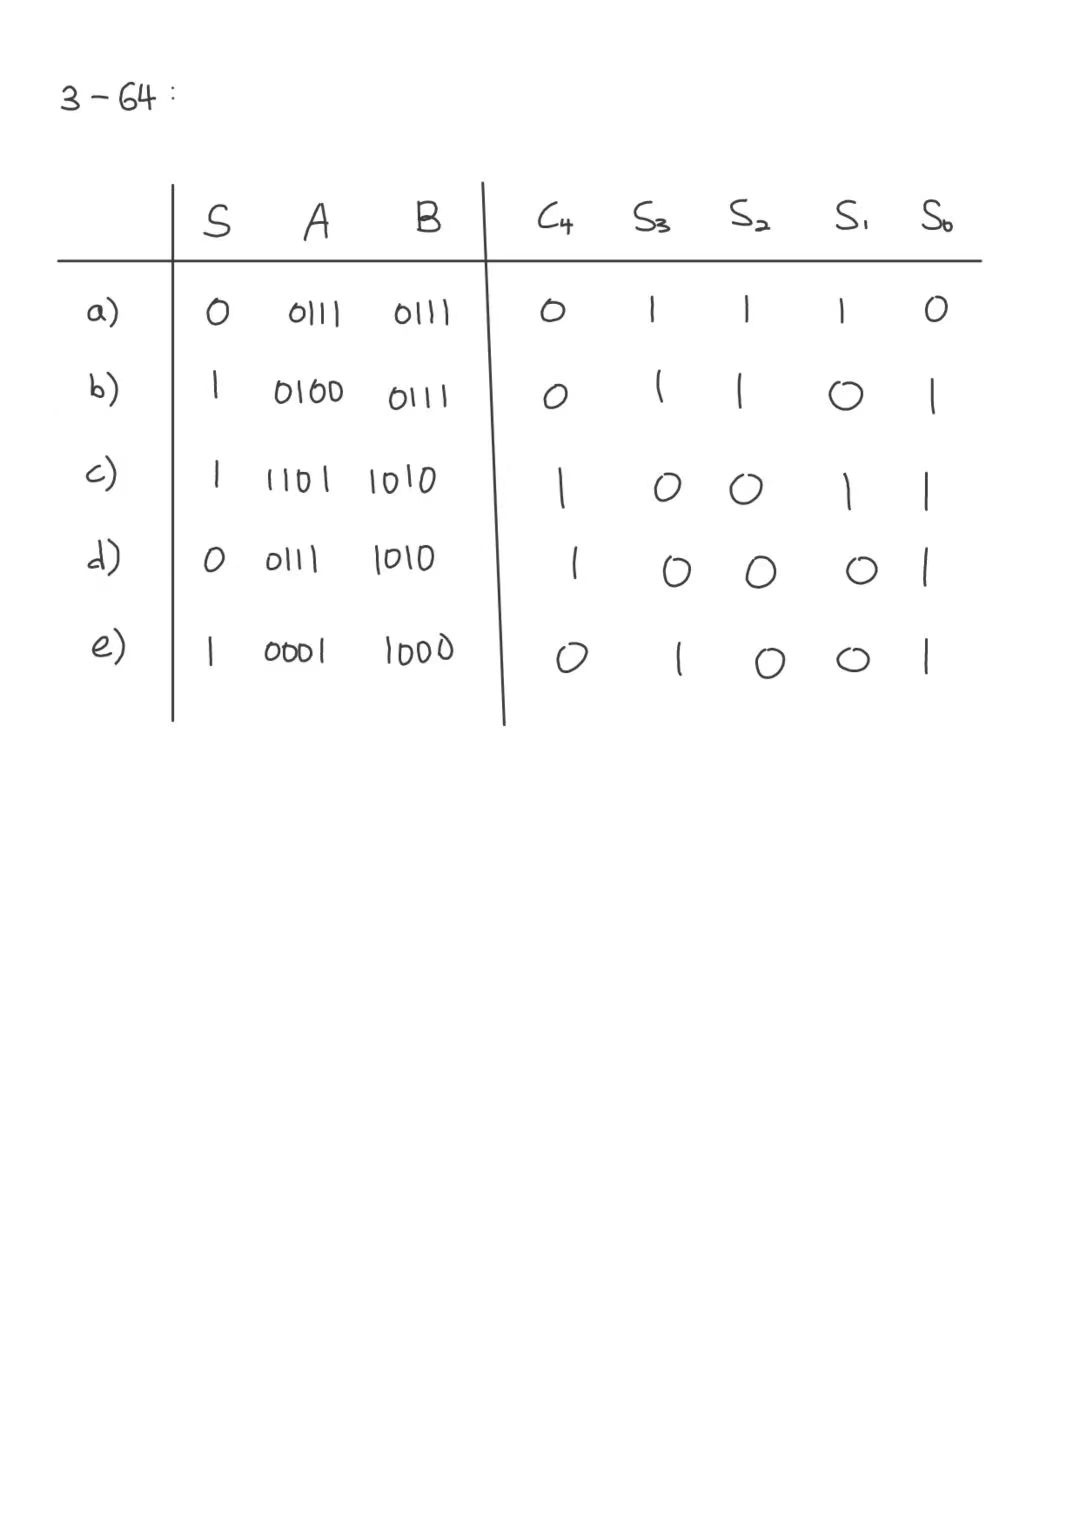 3-64:
S A B C₄ S₃ S₂ S₁ S₀
a) 0 0111 0111 0 1 1 1 0
b) 1 0100 0111 0 1 1 0 1
c) 1 1101 1010 1 0 0 1 1
d) 0 0111 1010 1 0 0 0 1
e) 1 0001 1000 0 1 0 0 1